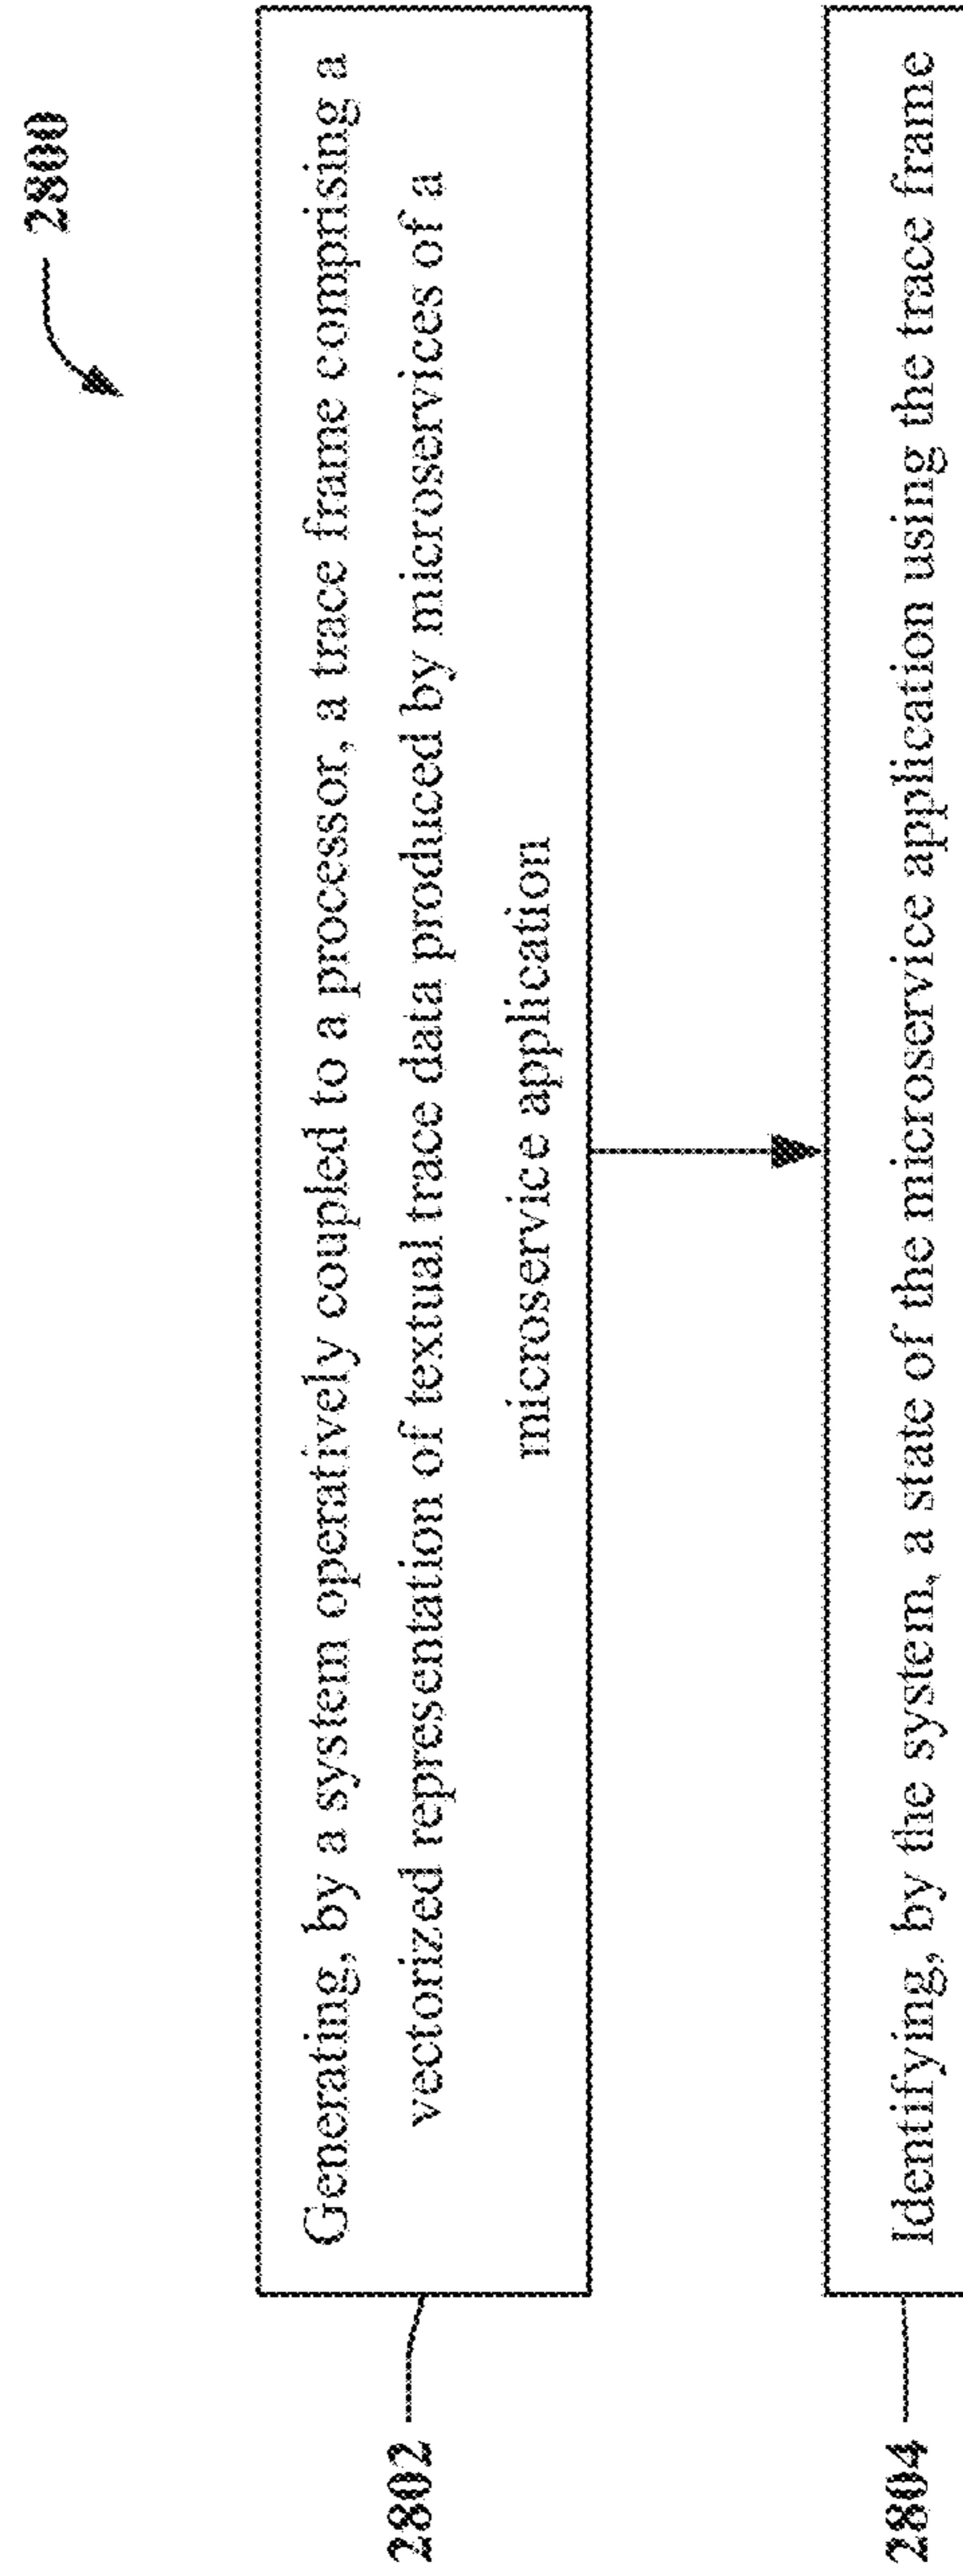 2800
2802
Generating, by a system operatively coupled to a processor, a trace frame comprising a
vectorized representation of textual trace data produced by microservices of a
microservice application
2804
Identifying, by the system, a state of the microservice application using the trace frame